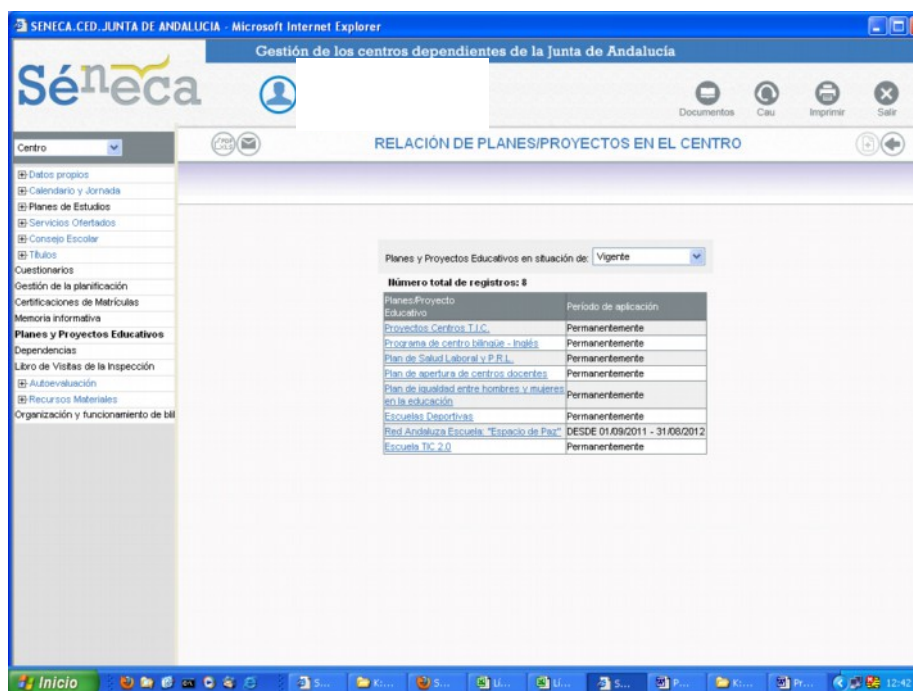 SENECA.CED.JUNTA DE ANDALUCIA - Microsoft Internet Explorer
Gestión de los centros dependientes de la Junta de Andalucía
Séneca
Documentos
Cau
Imprimir
Salir
Centro
RELACIÓN DE PLANES/PROYECTOS EN EL CENTRO
Datos propios
Calendario y Jornada
Planes de Estudios
Servicios Ofertados
Consejo Escolar
Títulos
Cuestionarios
Gestión de la planificación
Certificaciones de Matrículas
Memoria informativa
Planes y Proyectos Educativos
Dependencias
Libro de Visitas de la Inspección
Autoevaluación
Recursos Materiales
Organización y funcionamiento de bil
Planes y Proyectos Educativos en situación de: Vigente
Número total de registros: 8
Planes/Proyecto
Educativo
Período de aplicación
Proyectos Centros T.I.C. Permanentemente
Programa de centro bilingüe - Inglés Permanentemente
Plan de Salud Laboral y P.R.L. Permanentemente
Plan de apertura de centros docentes Permanentemente
Plan de igualdad entre hombres y mujeres
en la educación
Permanentemente
Escuelas Deportivas Permanentemente
Red Andaluza Escuela: "Espacio de Paz" DESDE 01/09/2011 - 31/08/2012
Escuela TIC 2.0 Permanentemente
Inicio
S...
K:...
S...
Li...
Li...
S...
P...
K:...
Pr...
12:42